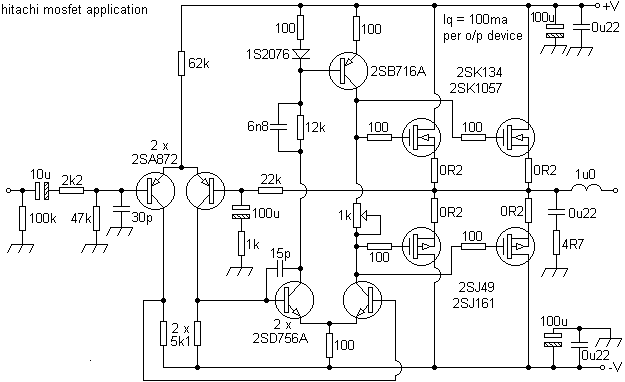 hitachi mosfet application
+V
100
100
Iq = 100ma
per o/p device
100u
0u22
1S2076
62k
2SB716A
2SK134
2SK1057
6n8
12k
100
100
2 x
2SA872
0R2
0R2
10u
2k2
22k
1u0
100k
47k
30p
100u
1k
1k
0R2
0R2
0u22
100
100
4R7
15p
2SJ49
2SJ161
2 x
5k1
2 x
2SD756A
100
100u
0u22
-V